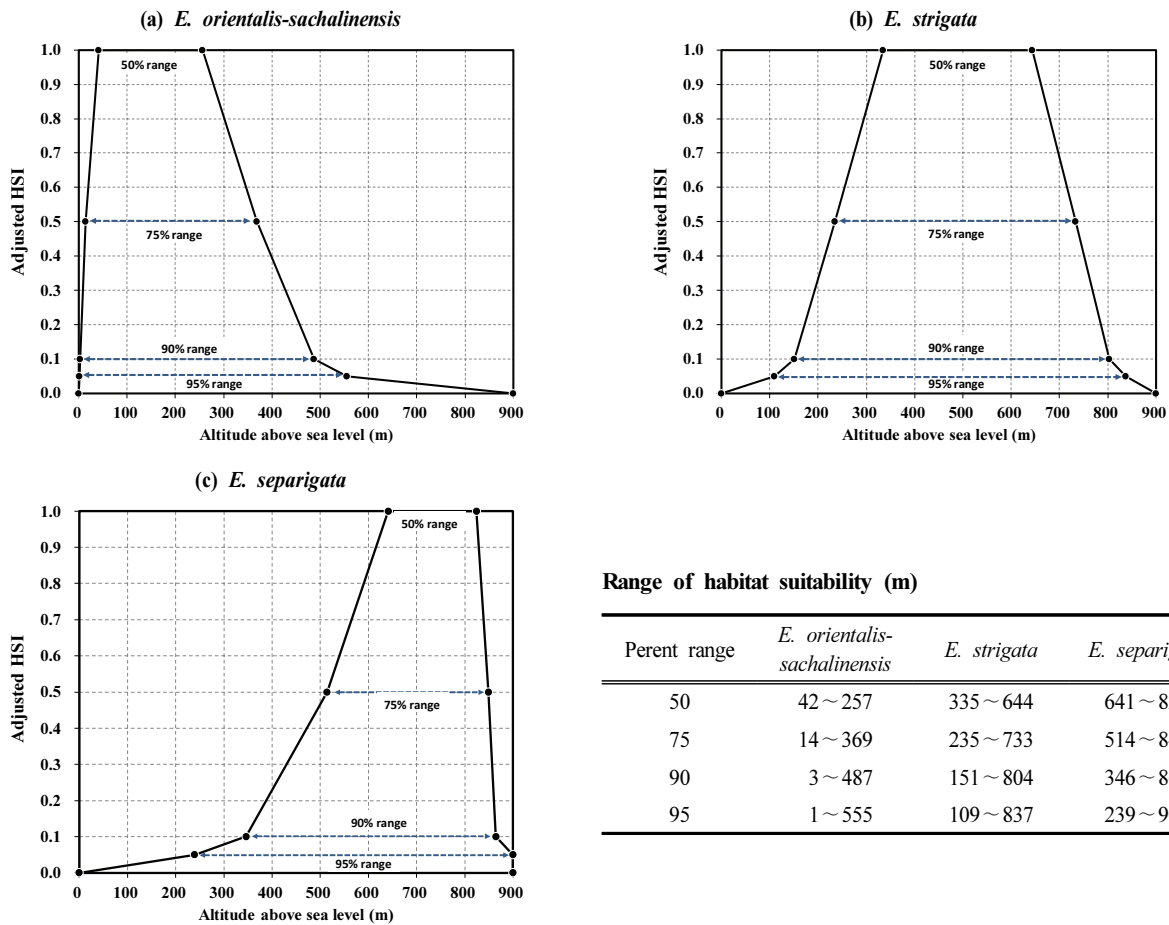 (a) E. orientalis-sachalinensis
Adjusted HSI
1.0
0.9
0.8
0.7
0.6
0.5
0.4
0.3
0.2
0.1
0.0
50% range
75% range
90% range
95% range
0 100 200 300 400 500 600 700 800 900
Altitude above sea level (m)
(b) E. strigata
Adjusted HSI
1.0
0.9
0.8
0.7
0.6
0.5
0.4
0.3
0.2
0.1
0.0
50% range
75% range
90% range
95% range
0 100 200 300 400 500 600 700 800 900
Altitude above sea level (m)
(c) E. separigata
Adjusted HSI
1.0
0.9
0.8
0.7
0.6
0.5
0.4
0.3
0.2
0.1
0.0
50% range
75% range
90% range
95% range
0 100 200 300 400 500 600 700 800 900
Altitude above sea level (m)
Range of habitat suitability (m)
Perent range E. orientalis-sachalinensis E. strigata E. separig
50 42～257 335～644 641～8
75 14～369 235～733 514～8
90 3～487 151～804 346～8
95 1～555 109～837 239～9